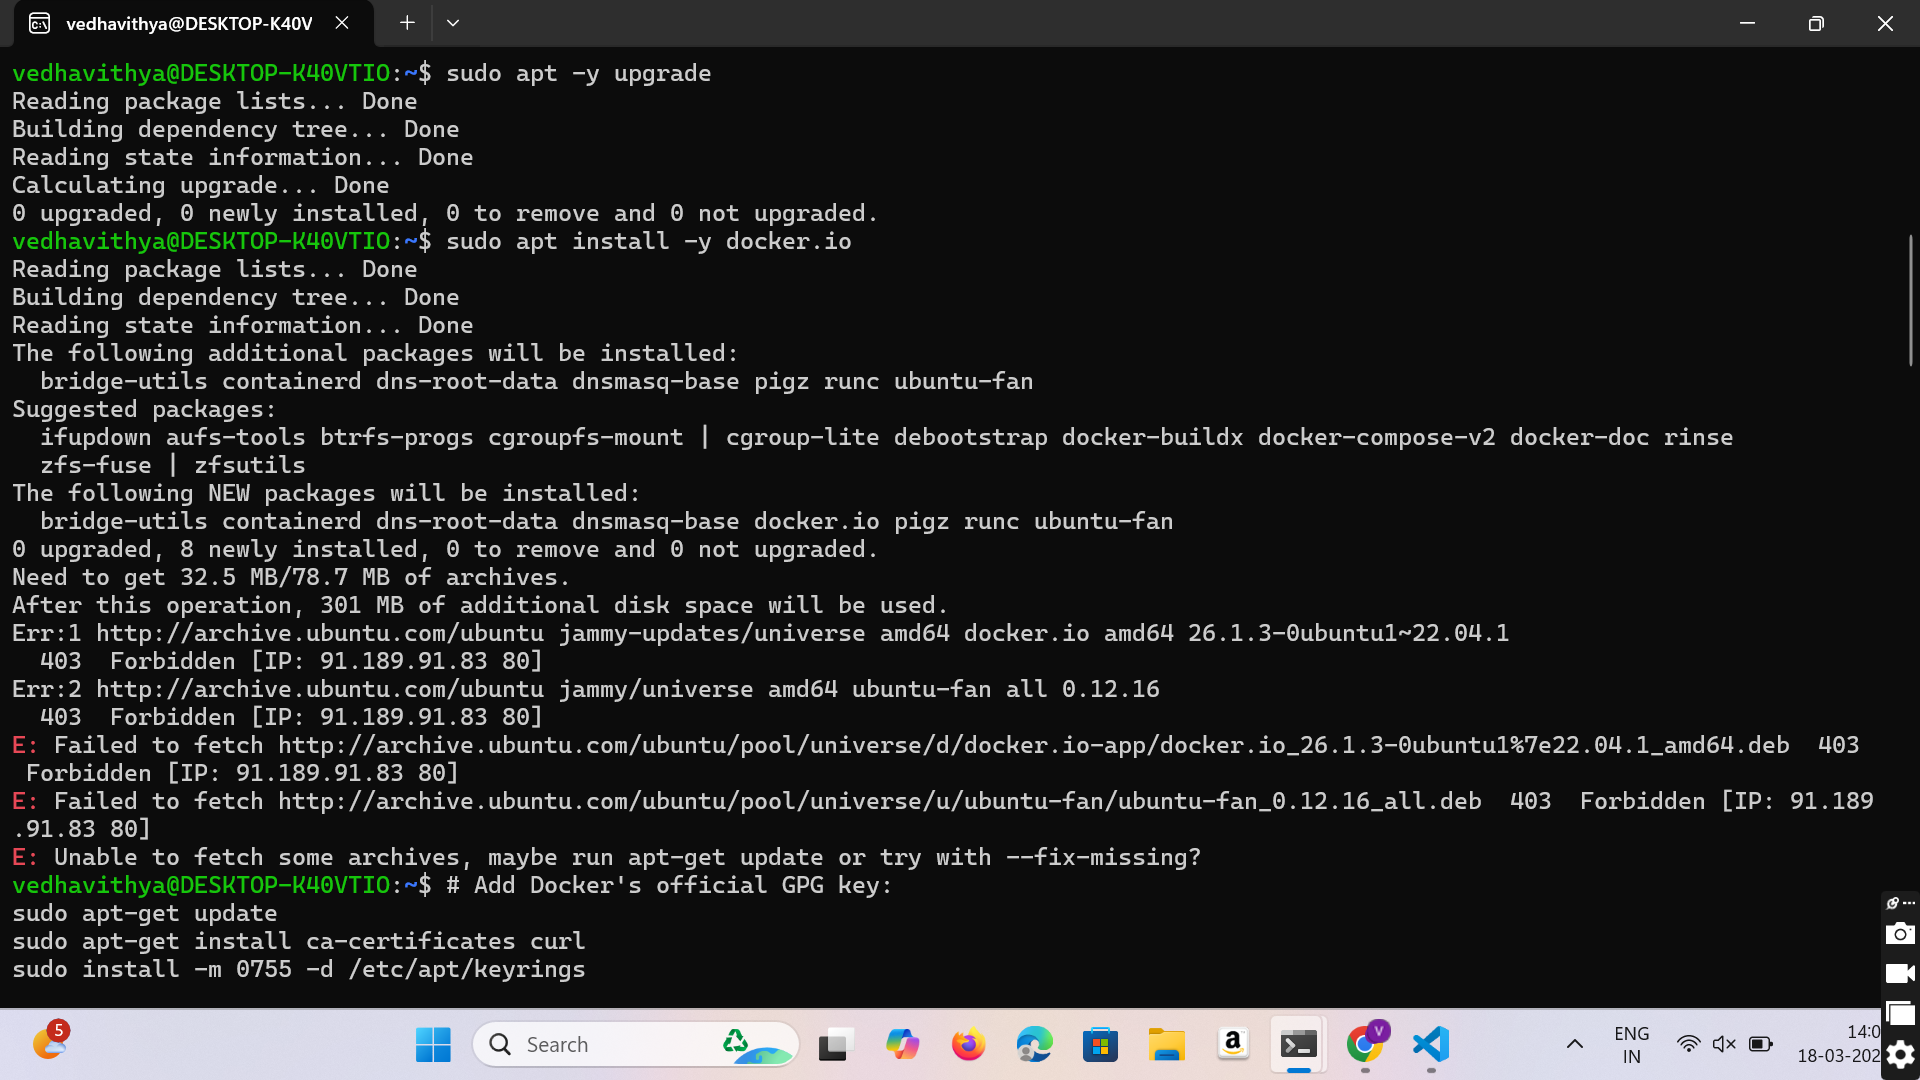 vedhavithya@DESKTOP-K40V
vedhavithya@DESKTOP-K40VTIO:~$ sudo apt -y upgrade
Reading package lists... Done
Building dependency tree... Done
Reading state information... Done
Calculating upgrade... Done
0 upgraded, 0 newly installed, 0 to remove and 0 not upgraded.
vedhavithya@DESKTOP-K40VTIO:~$ sudo apt install -y docker.io
Reading package lists... Done
Building dependency tree... Done
Reading state information... Done
The following additional packages will be installed:
  bridge-utils containerd dns-root-data dnsmasq-base pigz runc ubuntu-fan
Suggested packages:
  ifupdown aufs-tools btrfs-progs cgroupfs-mount | cgroup-lite debootstrap docker-buildx docker-compose-v2 docker-doc rinse
  zfs-fuse | zfsutils
The following NEW packages will be installed:
  bridge-utils containerd dns-root-data dnsmasq-base docker.io pigz runc ubuntu-fan
0 upgraded, 8 newly installed, 0 to remove and 0 not upgraded.
Need to get 32.5 MB/78.7 MB of archives.
After this operation, 301 MB of additional disk space will be used.
Err:1 http://archive.ubuntu.com/ubuntu jammy-updates/universe amd64 docker.io amd64 26.1.3-0ubuntu1~22.04.1
  403  Forbidden [IP: 91.189.91.83 80]
Err:2 http://archive.ubuntu.com/ubuntu jammy/universe amd64 ubuntu-fan all 0.12.16
  403  Forbidden [IP: 91.189.91.83 80]
E: Failed to fetch http://archive.ubuntu.com/ubuntu/pool/universe/d/docker.io-app/docker.io_26.1.3-0ubuntu1%7e22.04.1_amd64.deb  403
 Forbidden [IP: 91.189.91.83 80]
E: Failed to fetch http://archive.ubuntu.com/ubuntu/pool/universe/u/ubuntu-fan/ubuntu-fan_0.12.16_all.deb  403  Forbidden [IP: 91.189
.91.83 80]
E: Unable to fetch some archives, maybe run apt-get update or try with --fix-missing?
vedhavithya@DESKTOP-K40VTIO:~$ # Add Docker's official GPG key:
sudo apt-get update
sudo apt-get install ca-certificates curl
sudo install -m 0755 -d /etc/apt/keyrings
5
Search
a
V
ENG
IN
14:0
18-03-202